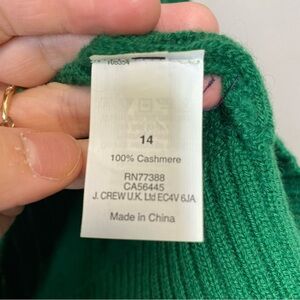 14
100% Cashmere
RN77388
CA56445
J. CREW U.K. Ltd EC4V 6JA
Made in China